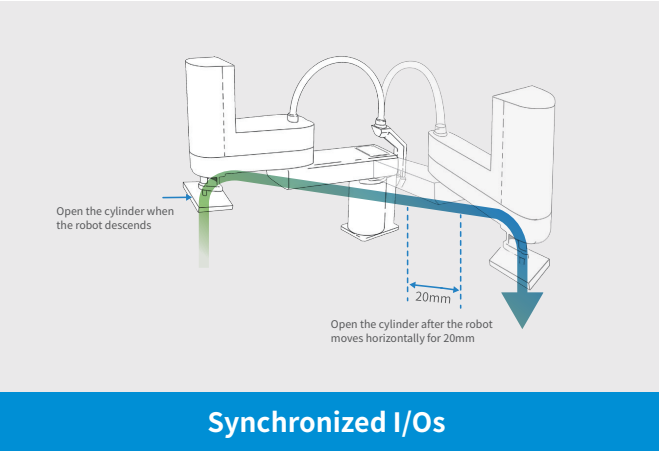 Open the cylinder when
the robot descends
20mm
Open the cylinder after the robot
moves horizontally for 20mm
Synchronized I/Os